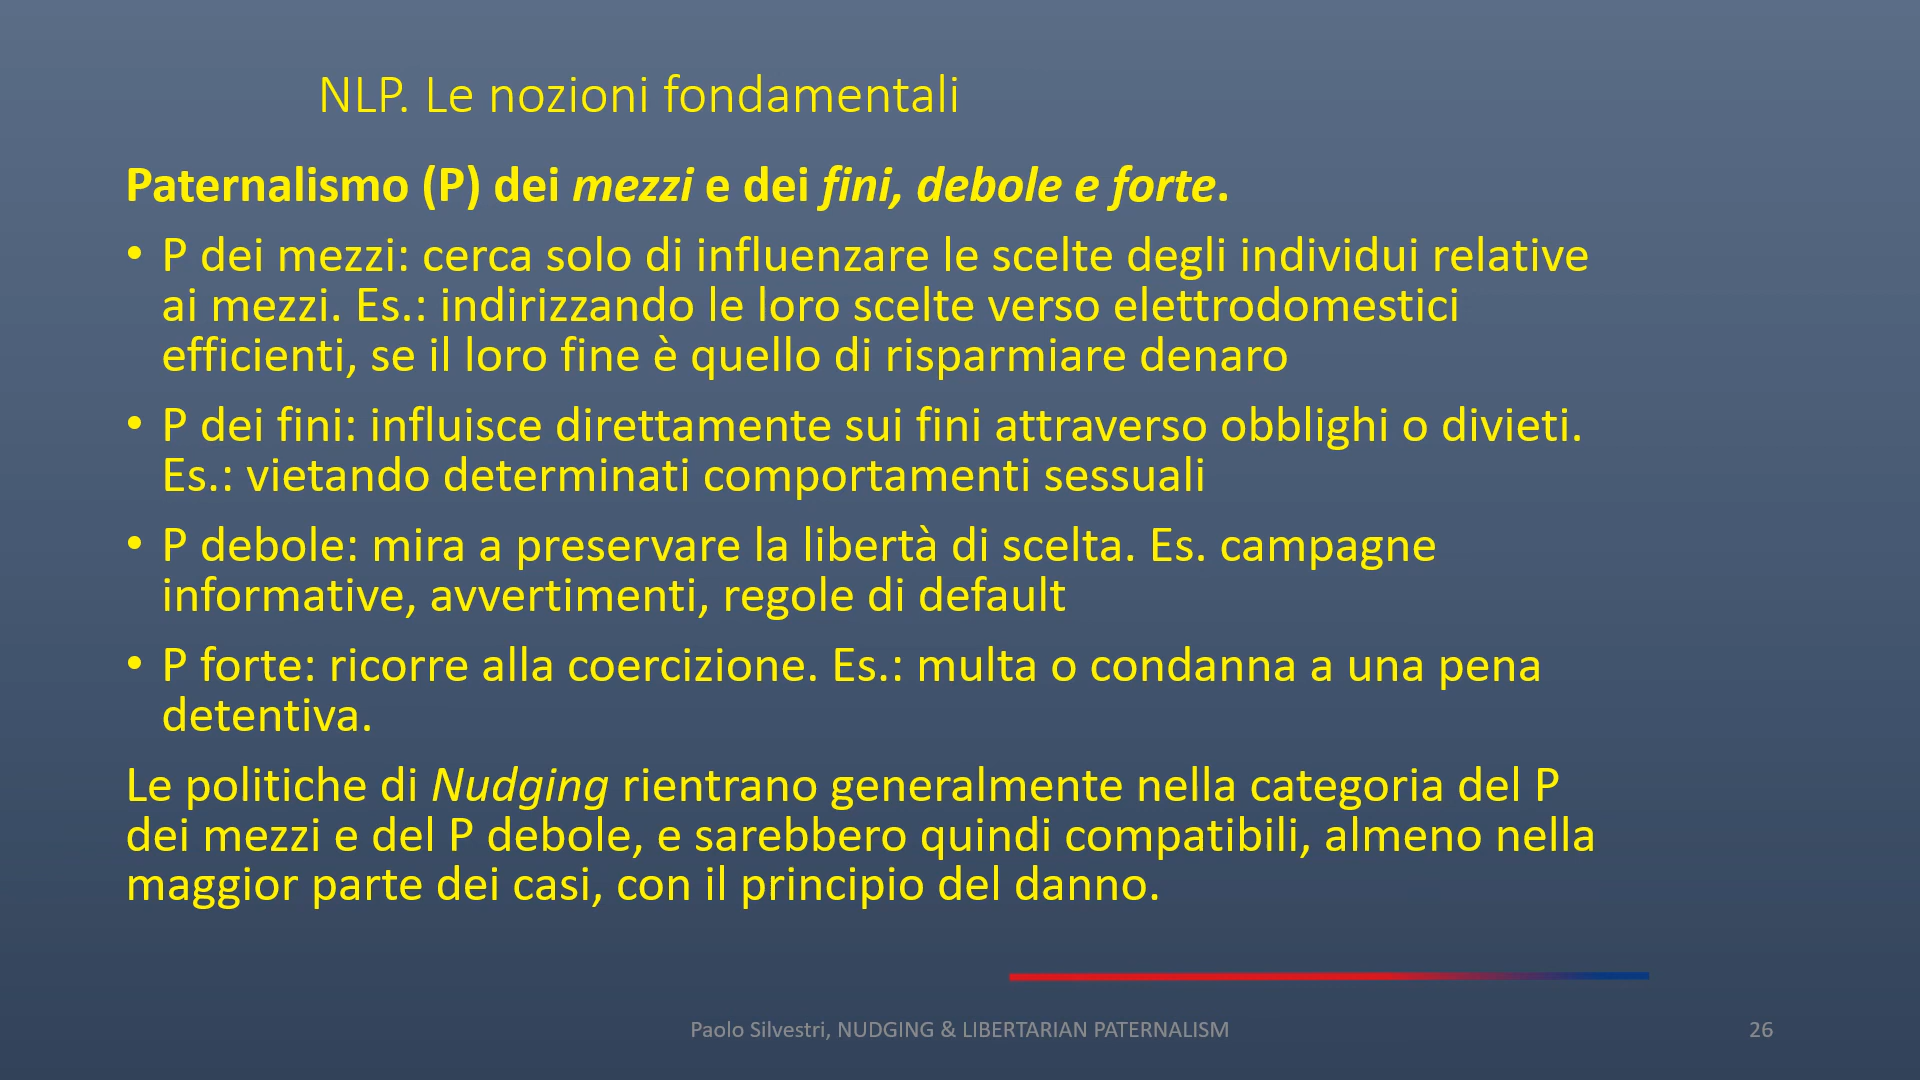 NLP. Le nozioni fondamentali
Paternalismo (P) dei mezzi e dei fini, debole e forte.
• P dei mezzi: cerca solo di influenzare le scelte degli individui relative
ai mezzi. Es.: indirizzando le loro scelte verso elettrodomestici
efficienti, se il loro fine è quello di risparmiare denaro
• P dei fini: influisce direttamente sui fini attraverso obblighi o divieti.
Es.: vietando determinati comportamenti sessuali
• P debole: mira a preservare la libertà di scelta. Es. campagne
informative, avvertimenti, regole di default
• P forte: ricorre alla coercizione. Es.: multa o condanna a una pena
detentiva.
Le politiche di Nudging rientrano generalmente nella categoria del P
dei mezzi e del P debole, e sarebbero quindi compatibili, almeno nella
maggior parte dei casi, con il principio del danno.
Paolo Silvestri, NUDGING & LIBERTARIAN PATERNALISM
26